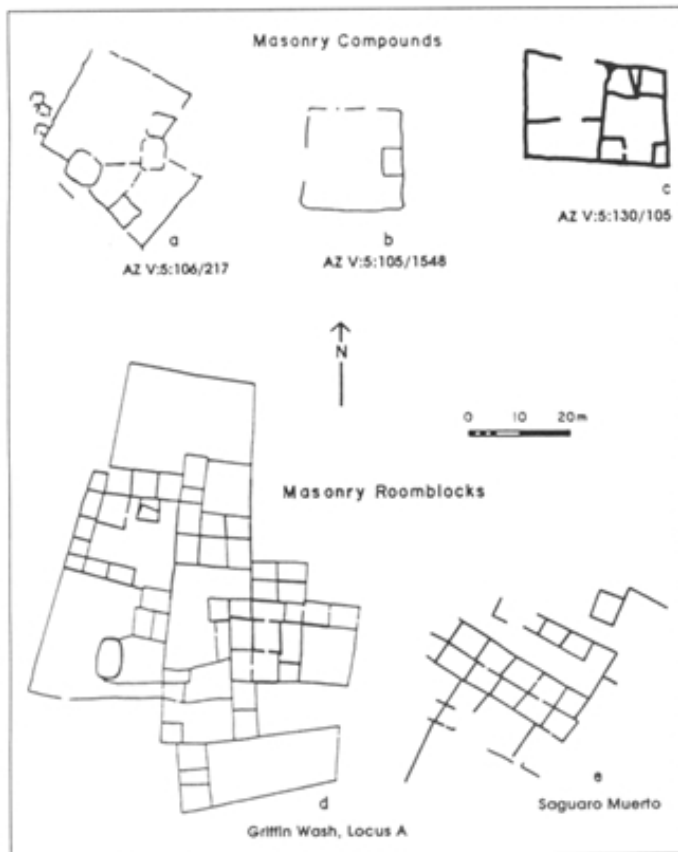 Masonry Compounds
a
AZ V:5:106/217
b
AZ V:5:105/1548
c
AZ V:5:130/105
N
0 10 20m
Masonry Roomblocks
d
Griffin Wash, Locus A
e
Saguaro Muerto